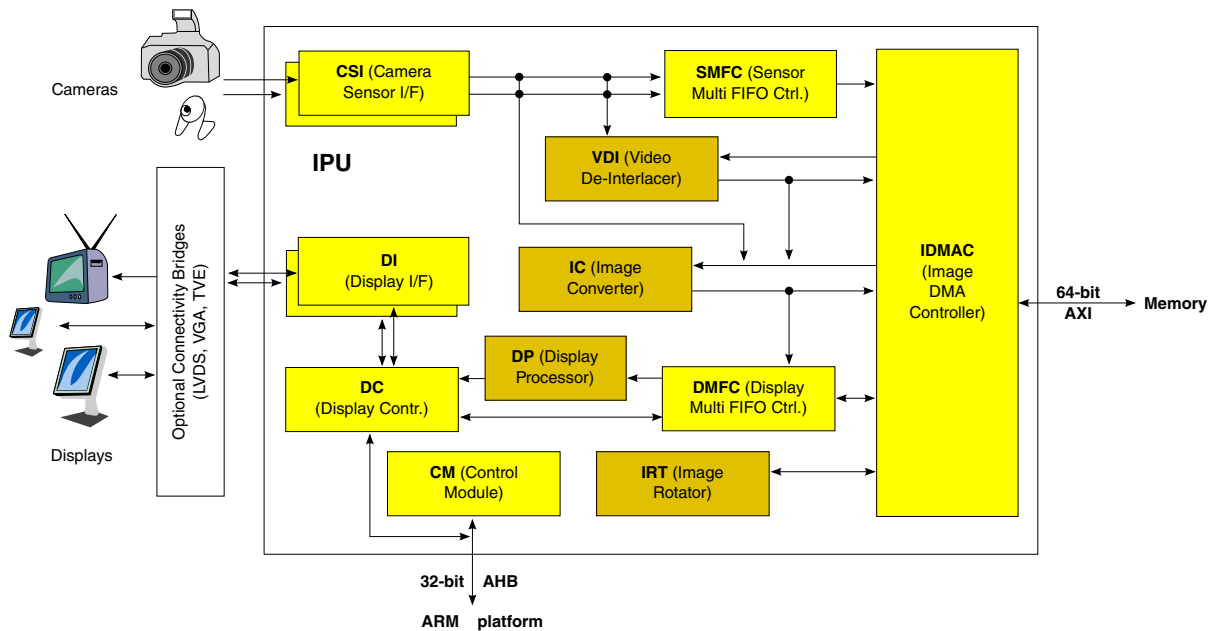 Cameras
CSI (Camera
Sensor I/F)
SMFC (Sensor
Multi FIFO Ctrl.)
IPU
VDI (Video
De-Interlacer)
Optional Connectivity Bridges
(LVDS, VGA, TVE)
DI
(Display I/F)
IC (Image
Converter)
IDMAC
(Image
DMA
Controller)
64-bit
AXI
Memory
DP (Display
Processor)
DC
(Display Contr.)
DMFC (Display
Multi FIFO Ctrl.)
Displays
CM (Control
Module)
IRT (Image
Rotator)
32-bit AHB
ARM platform